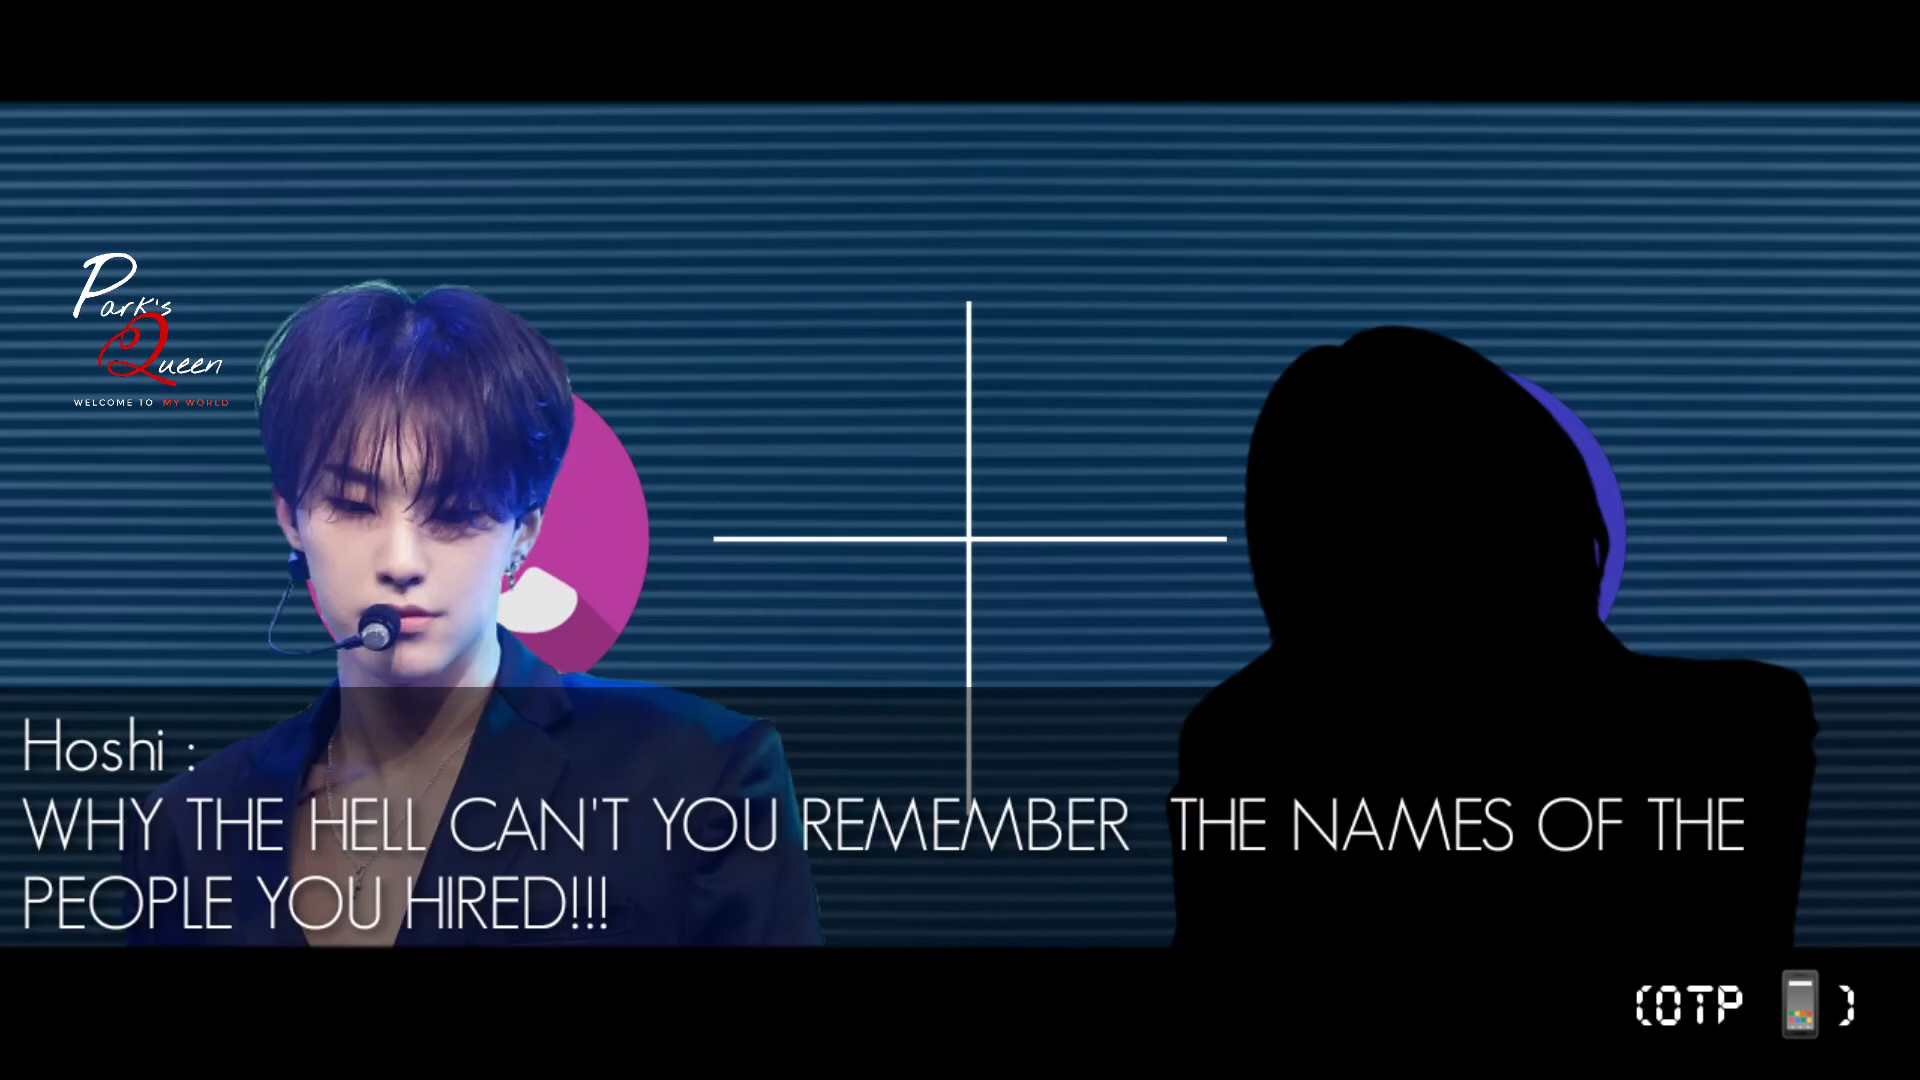 Park's
Queen
WELCOME TO MY WORLD
Hoshi :
WHY THE HELL CAN'T YOU REMEMBER THE NAMES OF THE
PEOPLE YOU HIRED!!!
(OTP )